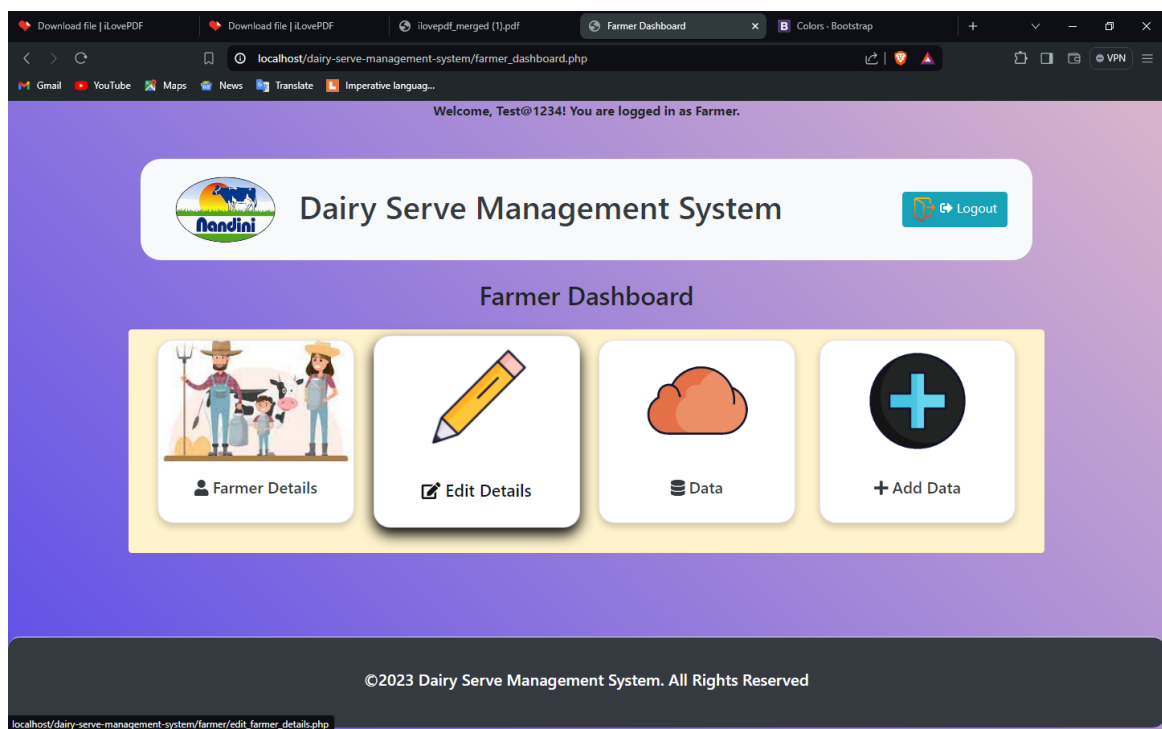 Download file | iLovePDF
Download file | iLovePDF
ilovepdf_merged (1).pdf
Farmer Dashboard
B Colors - Bootstrap
localhost/dairy-serve-management-system/farmer_dashboard.php
VPN
Gmail
YouTube
Maps
News
Translate
Imperative languag...
Welcome, Test@1234! You are logged in as Farmer.
Nandini
Dairy Serve Management System
Logout
Farmer Dashboard
Farmer Details
Edit Details
Data
Add Data
©2023 Dairy Serve Management System. All Rights Reserved
localhost/dairy-serve-management-system/farmer/edit_farmer_details.php